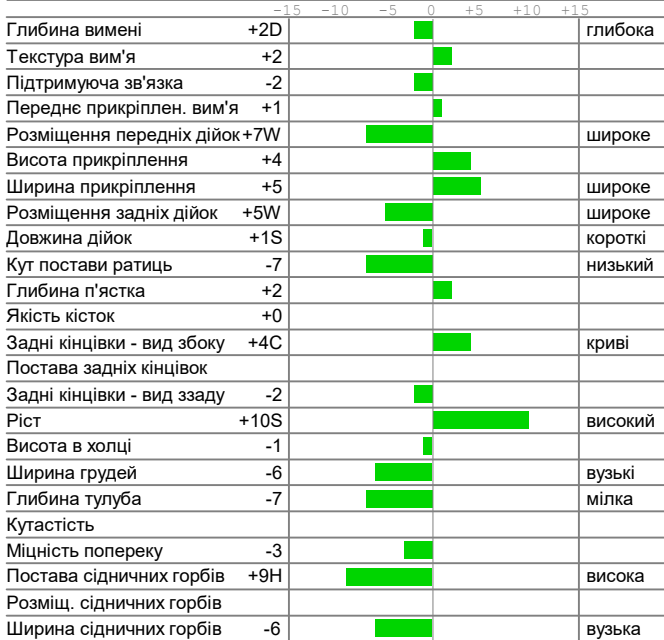 -15 -10 -5 0 +5 +10 +15
Глибина вимені +2D глибока
Текстура вим'я +2
Підтримуюча зв'язка -2
Переднє прикріплен. вим'я +1
Розміщення передніх дійок +7W широке
Висота прикріплення +4
Ширина прикріплення +5 широке
Розміщення задніх дійок +5W широке
Довжина дійок +1S короткі
Кут постави ратиць -7 низький
Глибина п'ястка +2
Якість кісток +0
Задні кінцівки - вид збоку +4C криві
Постава задніх кінцівок
Задні кінцівки - вид ззаду -2
Ріст +10S високий
Висота в холці -1
Ширина грудей -6 вузькі
Глибина тулуба -7 мілка
Кутастість
Міцність попереку -3
Постава сідничних горбів +9H висока
Розміщ. сідничних горбів
Ширина сідничних горбів -6 вузька